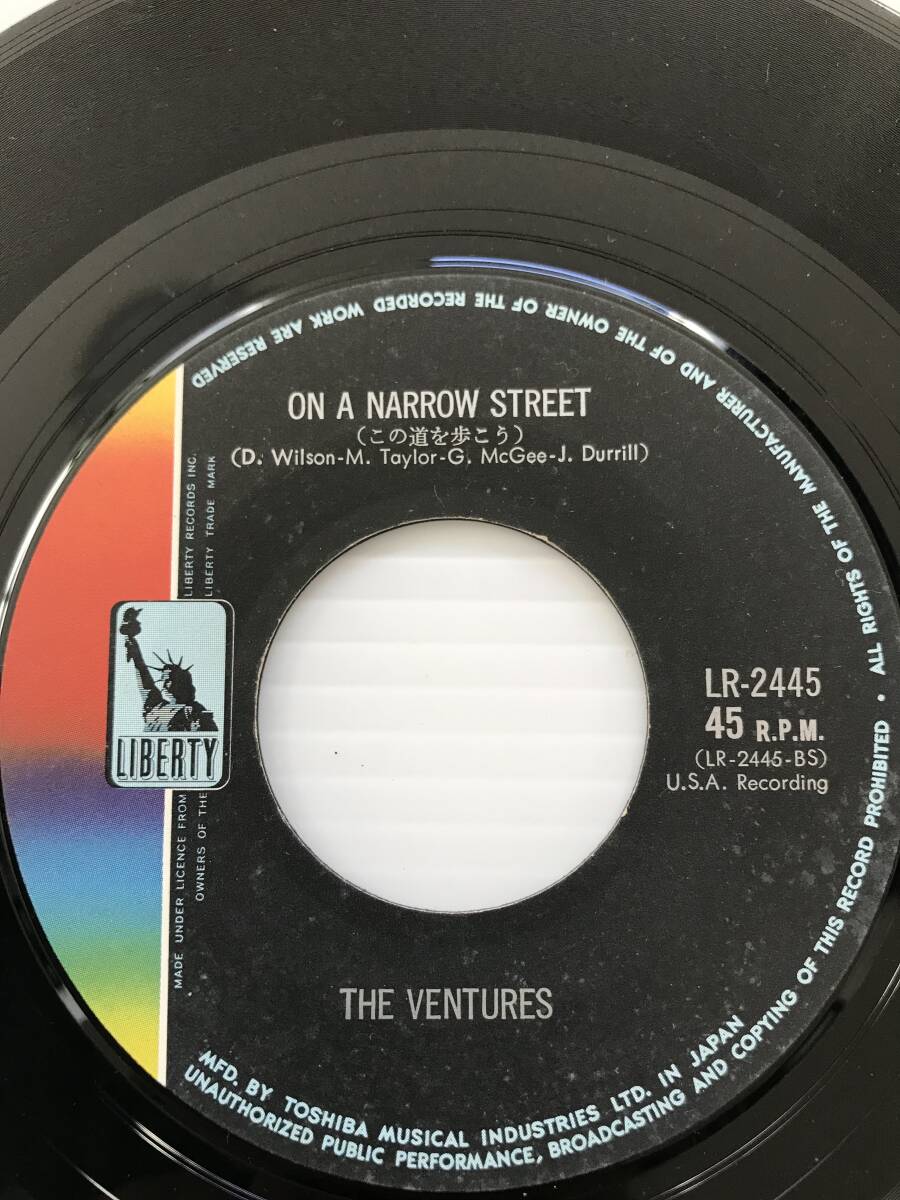 ON A NARROW STREET
(この道を歩こう)
(D. Wilson-M. Taylor-G. McGee-J. Durrill)
LIBERTY
MADE UNDER LICENCE FROM LIBERTY RECORDS INC.
OWNERS OF THE LIBERTY TRADE MARK
LR-2445
45 R.P.M.
(LR-2445-BS)
U.S.A. Recording
THE VENTURES
MFD. BY TOSHIBA MUSICAL INDUSTRIES LTD. IN JAPAN
UNAUTHORIZED PUBLIC PERFORMANCE, BROADCASTING AND COPYING OF THIS RECORD PROHIBITED • ALL RIGHTS OF THE MANUFACTURER AND OF THE OWNER OF THE RECORDED WORK ARE RESERVED